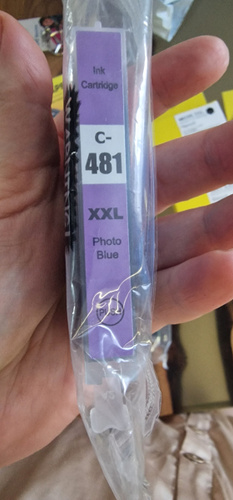 Ink
Cartridge
C-
481
XXL
Photo
Blue